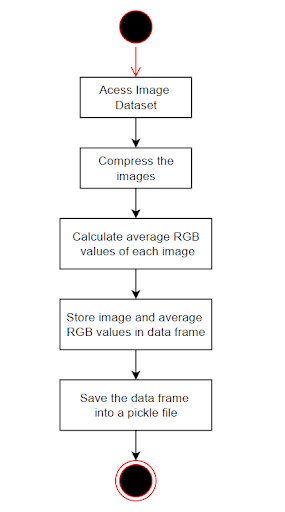 Acess Image
Dataset
Compress the
images
Calculate average RGB
values of each image
Store image and average
RGB values in data frame
Save the data frame
into a pickle file